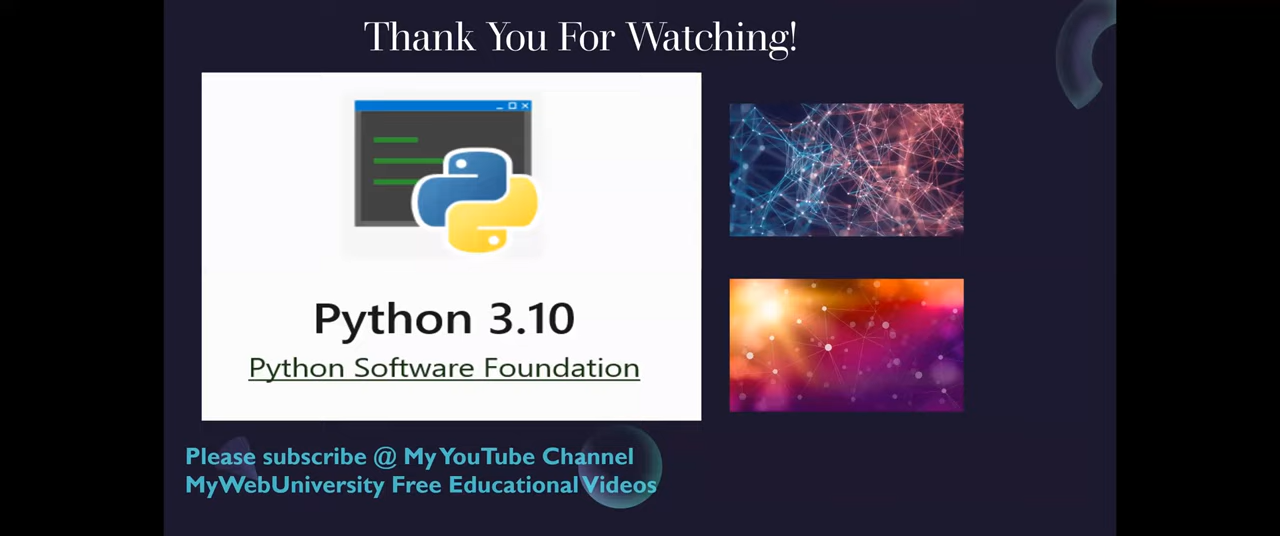 Thank You For Watching!
Python 3.10
Python Software Foundation
Please subscribe @ My YouTube Channel
MyWebUniversity Free Educational Videos